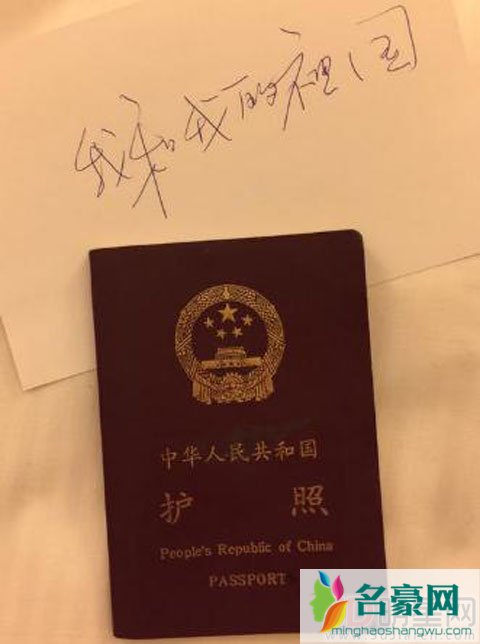 我和我的祖国
中华人民共和国
护 照
People's Republic of China
PASSPORT
名豪网
minghaoshangwu.com